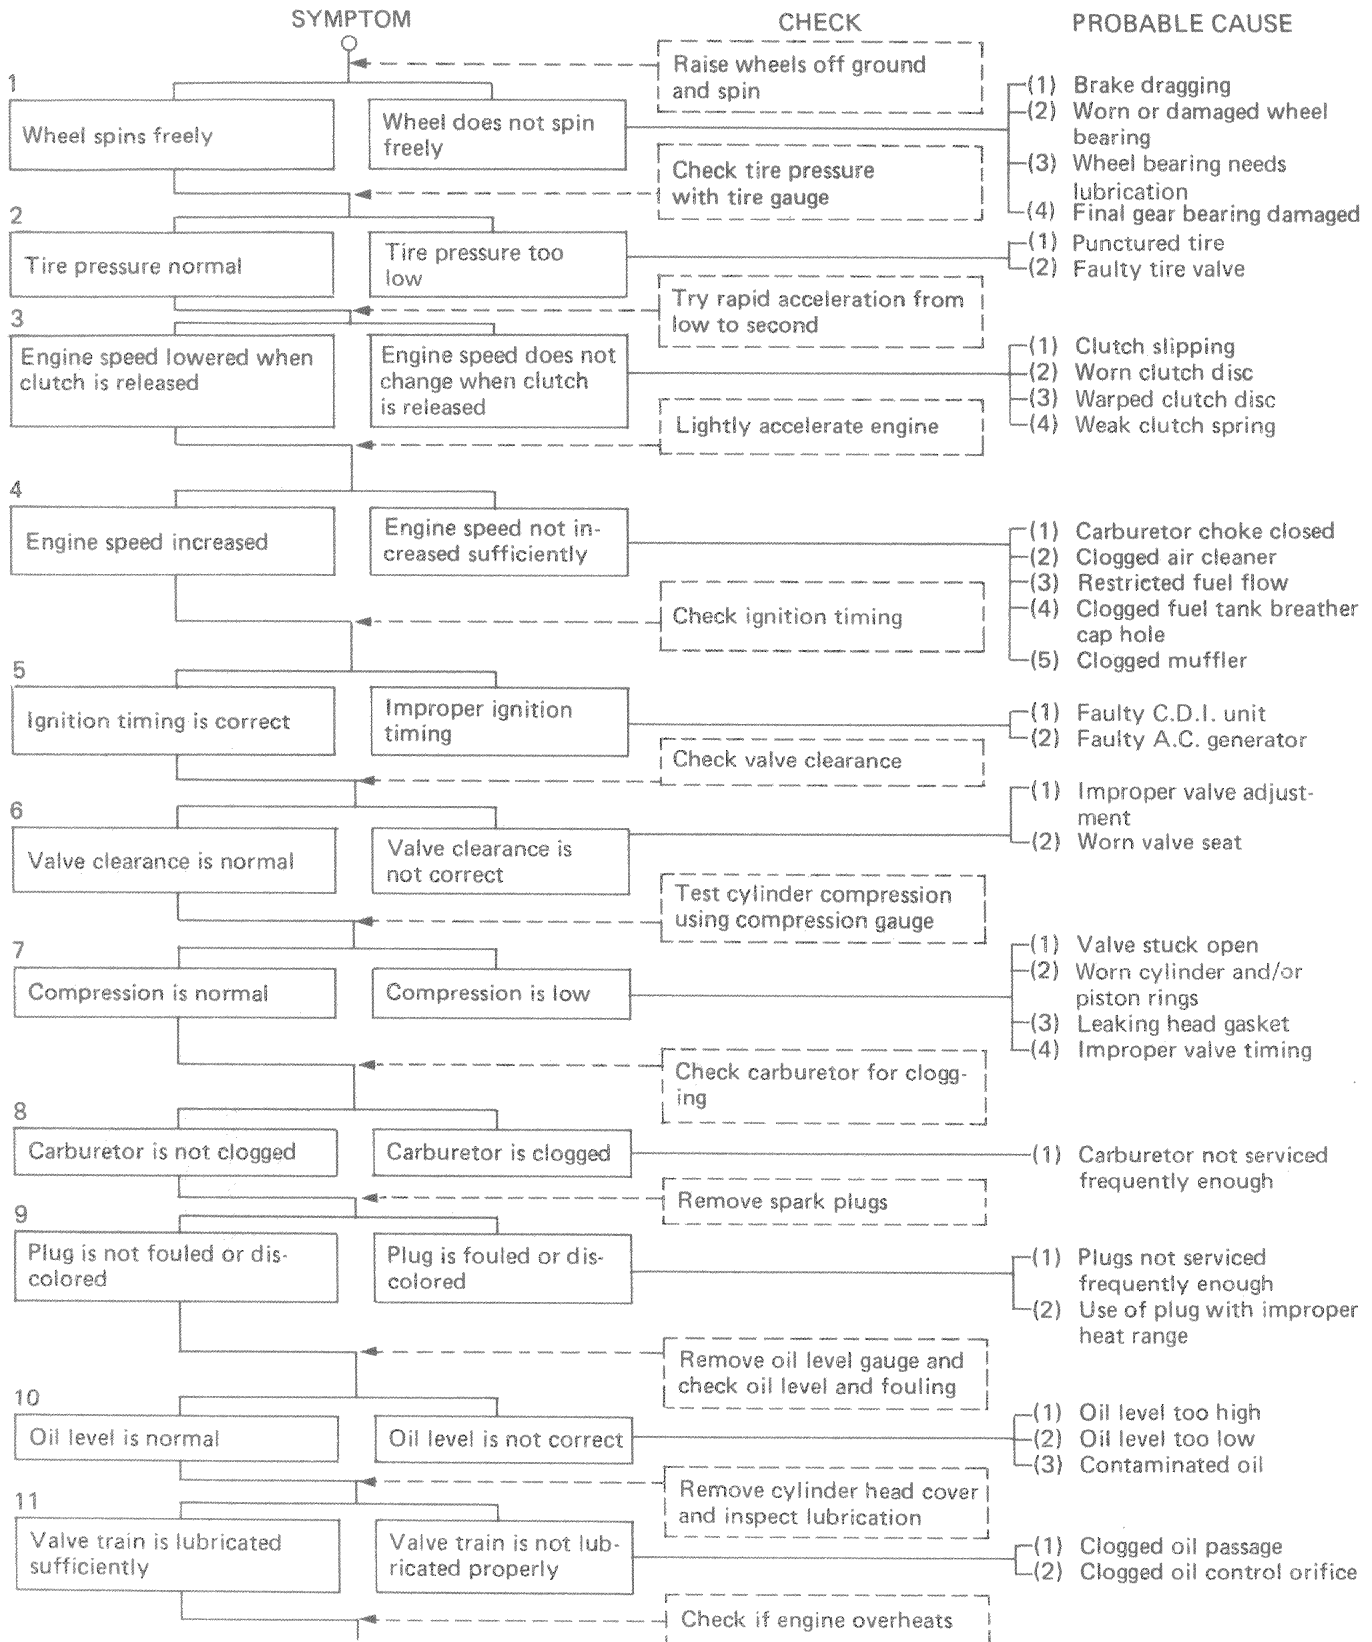 SYMPTOM
CHECK
PROBABLE CAUSE
Raise wheels off ground
and spin
1
Wheel spins freely
Wheel does not spin
freely
(1) Brake dragging
(2) Worn or damaged wheel
bearing
(3) Wheel bearing needs
lubrication
(4) Final gear bearing damaged
Check tire pressure
with tire gauge
2
Tire pressure normal
Tire pressure too
low
(1) Punctured tire
(2) Faulty tire valve
Try rapid acceleration from
low to second
3
Engine speed lowered when
clutch is released
Engine speed does not
change when clutch
is released
(1) Clutch slipping
(2) Worn clutch disc
(3) Warped clutch disc
(4) Weak clutch spring
Lightly accelerate engine
4
Engine speed increased
Engine speed not in-
creased sufficiently
(1) Carburetor choke closed
(2) Clogged air cleaner
(3) Restricted fuel flow
(4) Clogged fuel tank breather
cap hole
(5) Clogged muffler
Check ignition timing
5
Ignition timing is correct
Improper ignition
timing
(1) Faulty C.D.I. unit
(2) Faulty A.C. generator
Check valve clearance
6
Valve clearance is normal
Valve clearance is
not correct
(1) Improper valve adjust-
ment
(2) Worn valve seat
Test cylinder compression
using compression gauge
7
Compression is normal
Compression is low
(1) Valve stuck open
(2) Worn cylinder and/or
piston rings
(3) Leaking head gasket
(4) Improper valve timing
Check carburetor for clogg-
ing
8
Carburetor is not clogged
Carburetor is clogged
(1) Carburetor not serviced
frequently enough
Remove spark plugs
9
Plug is not fouled or dis-
colored
Plug is fouled or dis-
colored
(1) Plugs not serviced
frequently enough
(2) Use of plug with improper
heat range
Remove oil level gauge and
check oil level and fouling
10
Oil level is normal
Oil level is not correct
(1) Oil level too high
(2) Oil level too low
(3) Contaminated oil
Remove cylinder head cover
and inspect lubrication
11
Valve train is lubricated
sufficiently
Valve train is not lub-
ricated properly
(1) Clogged oil passage
(2) Clogged oil control orifice
Check if engine overheats